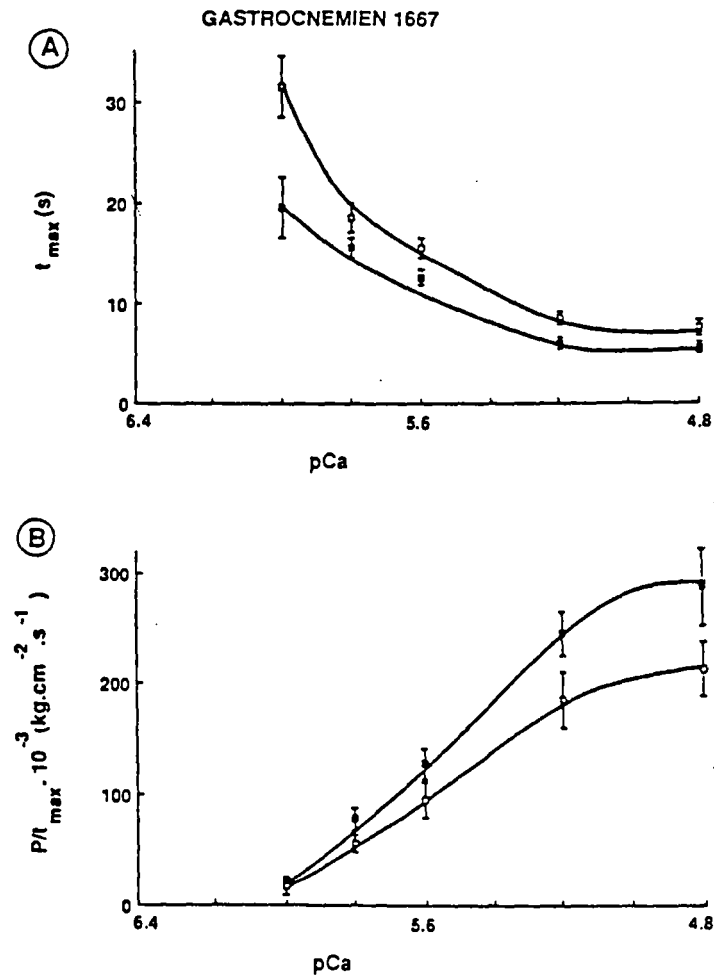 GASTROCNEMIEN 1667
A
30
20
10
0
t max (s)
6.4 5.6 4.8
pCa
B
300
200
100
0
P/t max . 10 -3 (kg.cm -2 .s -1 )
6.4 5.6 4.8
pCa